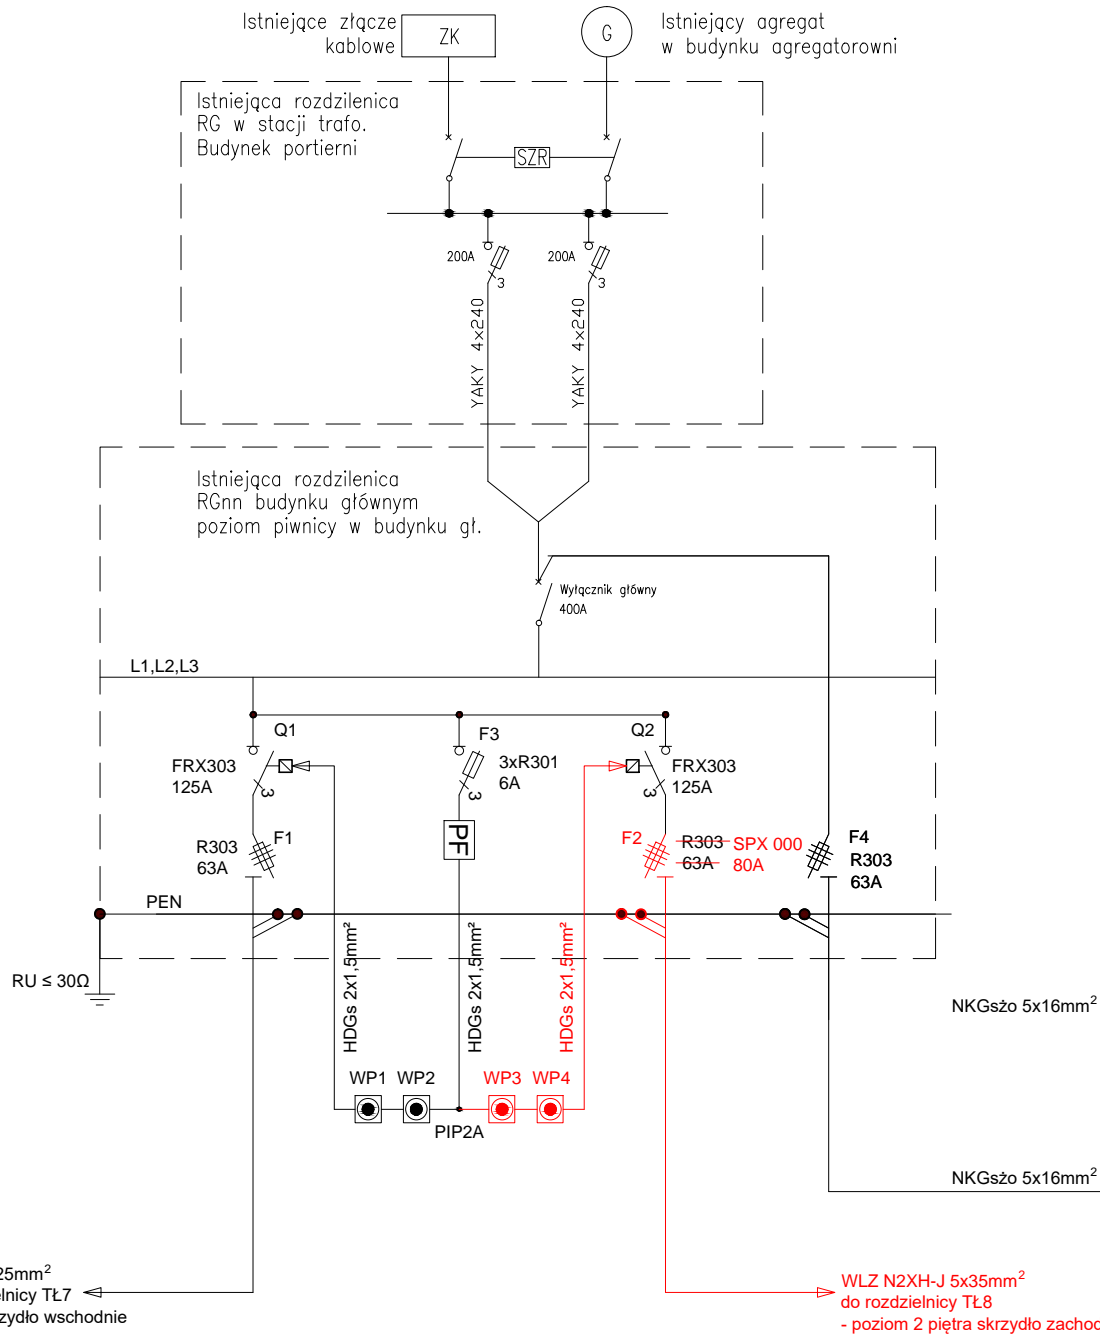 Istniejące złącze
kablowe
ZK
G
Istniejący agregat
w budynku agregatorowni
Istniejąca rozdzilenica
RG w stacji trafo.
Budynek portierni
SZR
200A
3
200A
3
YAKY 4x240
YAKY 4x240
Istniejąca rozdzilenica
RGnn budynku głównym
poziom piwnicy w budynku gł.
Wyłącznik główny
400A
L1,L2,L3
Q1
FRX303
125A
3
F3
3xR301
6A
3
Q2
FRX303
125A
3
R303
63A
F1
PF
F2
R303
63A
SPX 000
80A
F4
R303
63A
PEN
RU ≤ 30Ω
HDGs 2x1,5mm²
HDGs 2x1,5mm²
HDGs 2x1,5mm²
NKGsżo 5x16mm²
WP1
WP2
WP3
WP4
PIP2A
NKGsżo 5x16mm²
25mm²
elnicy TŁ7
zydło wschodnie
WLZ N2XH-J 5x35mm²
do rozdzielnicy TŁ8
- poziom 2 piętra skrzydło zachod